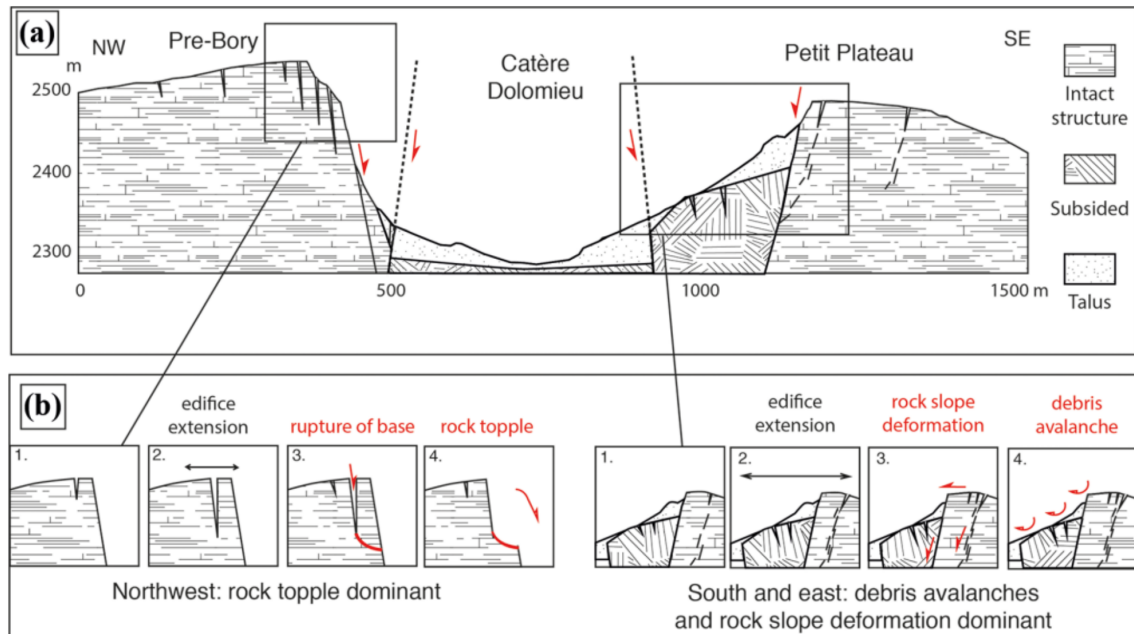 (a)
NW
Pre-Bory
Catère
Dolomieu
Petit Plateau
SE
m
2500
2400
2300
0
500
1000
1500 m
Intact
structure
Subsided
Talus
(b)
1.
edifice
extension
2.
rupture of base
3.
rock topple
4.
Northwest: rock topple dominant
1.
edifice
extension
2.
rock slope
deformation
3.
debris
avalanche
4.
South and east: debris avalanches
and rock slope deformation dominant